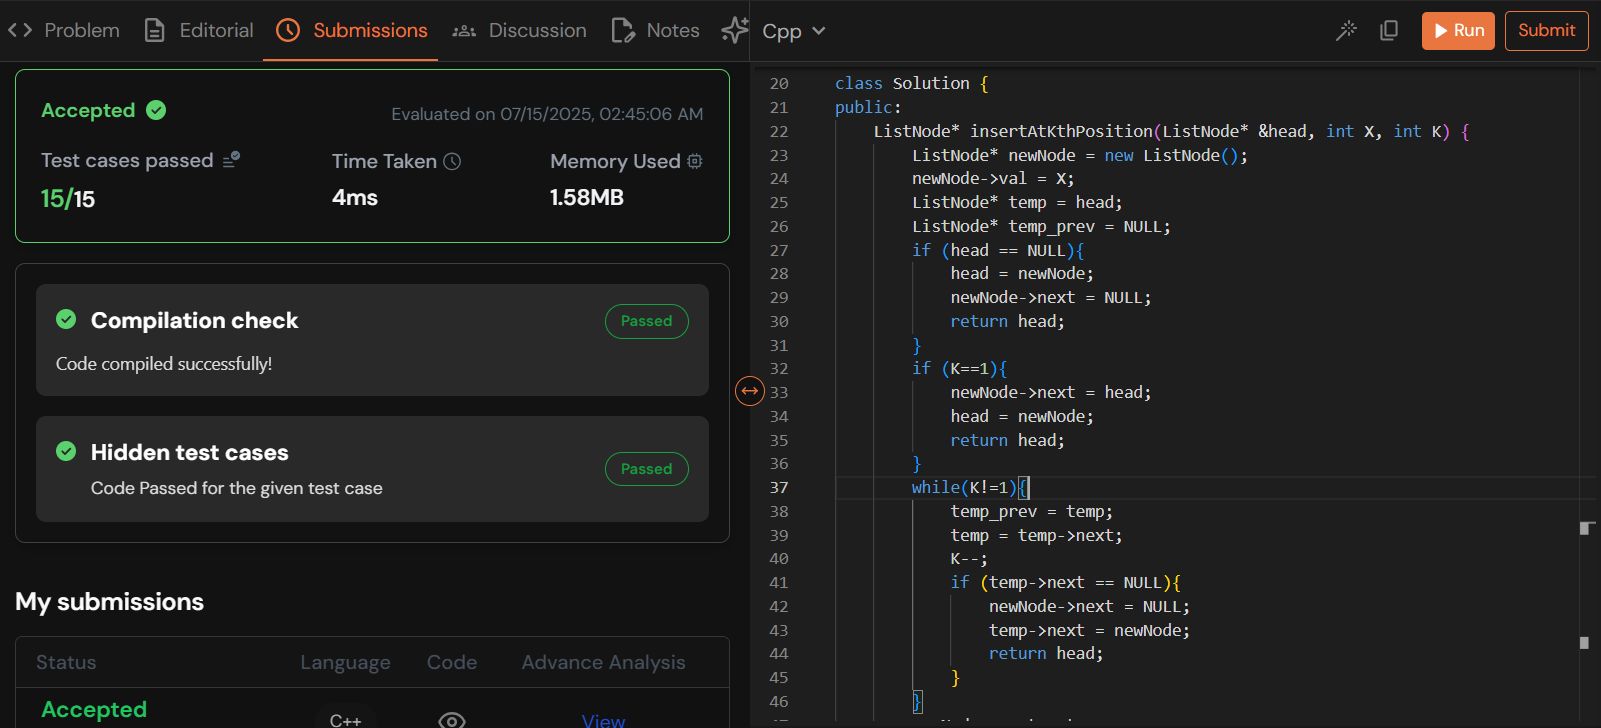 Problem
Editorial
Submissions
Discussion
Notes
Accepted
Evaluated on 07/15/2025, 02:45:06 AM
Test cases passed
Time Taken
Memory Used
15/15
4ms
1.58MB
Compilation check
Passed
Code compiled successfully!
Hidden test cases
Passed
Code Passed for the given test case
My submissions
Status
Language
Code
Advance Analysis
Accepted
C++
View
Cpp
Run
Submit
20 class Solution {
21 public:
22 ListNode* insertAtKthPosition(ListNode* &head, int X, int K) {
23 ListNode* newNode = new ListNode();
24 newNode->val = X;
25 ListNode* temp = head;
26 ListNode* temp_prev = NULL;
27 if (head == NULL){
28 head = newNode;
29 newNode->next = NULL;
30 return head;
31 }
32 if (K==1){
33 newNode->next = head;
34 head = newNode;
35 return head;
36 }
37 while(K!=1){
38 temp_prev = temp;
39 temp = temp->next;
40 K--;
41 if (temp->next == NULL){
42 newNode->next = NULL;
43 temp->next = newNode;
44 return head;
45 }
46 }